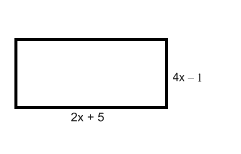 4x – 1
2x + 5